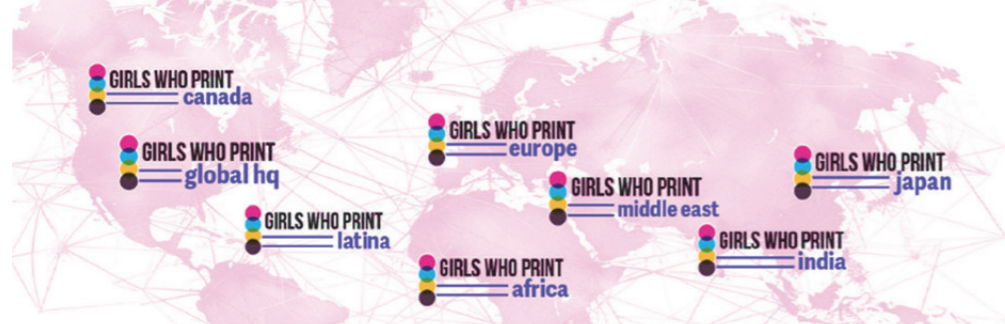 GIRLS WHO PRINT
canada
GIRLS WHO PRINT
global hq
GIRLS WHO PRINT
latina
GIRLS WHO PRINT
europe
GIRLS WHO PRINT
middle east
GIRLS WHO PRINT
africa
GIRLS WHO PRINT
japan
GIRLS WHO PRINT
india